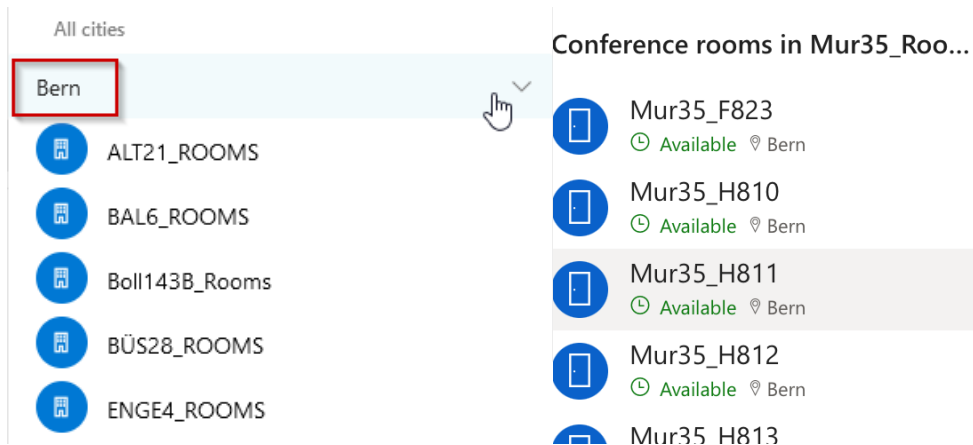 All cities
Bern
ALT21_ROOMS
BAL6_ROOMS
Boll143B_Rooms
BÜS28_ROOMS
ENGE4_ROOMS
Conference rooms in Mur35_Roo...
Mur35_F823
Available Bern
Mur35_H810
Available Bern
Mur35_H811
Available Bern
Mur35_H812
Available Bern
Mur35_H813